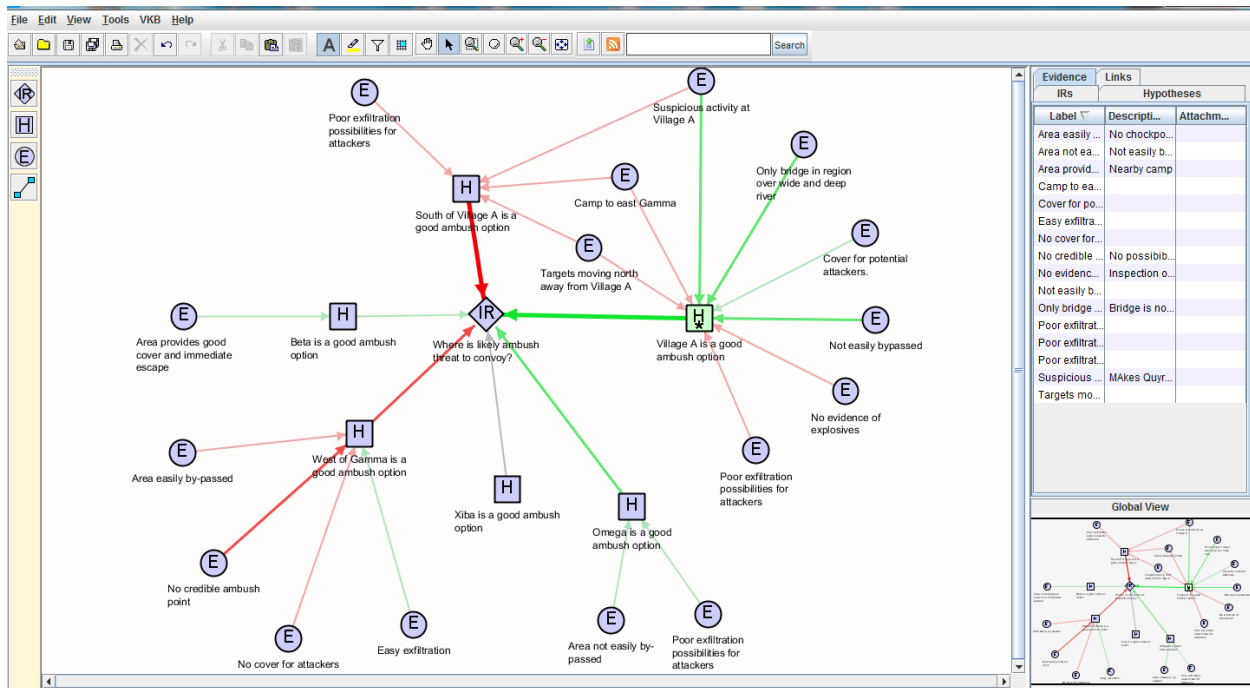 File Edit View Tools VKB Help
A
Search
IR
H
E
E
Poor exfiltration
possibilities for
attackers
E
Suspicious activity at
Village A
E
Only bridge in region
over wide and deep
river
H
South of Village A is a
good ambush option
E
Camp to east Gamma
E
Targets moving north
away from Village A
E
Cover for potential
attackers.
E
Area provides good
cover and immediate
escape
H
Beta is a good ambush
option
IR
Where is likely ambush
threat to convoy?
H
*
Village A is a good
ambush option
E
Not easily bypassed
E
No evidence of
explosives
E
Area easily by-passed
H
West of Gamma is a
good ambush option
E
Poor exfiltration
possibilities for
attackers
H
Xiba is a good ambush
option
H
Omega is a good
ambush option
E
No credible ambush
point
E
No cover for attackers
E
Easy exfiltration
E
Area not easily by-
passed
E
Poor exfiltration
possibilities for
attackers
Evidence Links
IRs Hypotheses
Label Descripti... Attachm...
Area easily ... No chockpo...
Area not ea... Not easily b...
Area provid... Nearby camp
Camp to ea...
Cover for po...
Easy exfiltra...
No cover for...
No credible ... No possibib...
No evidenc... Inspection o...
Not easily b...
Only bridge ... Bridge is no...
Poor exfiltrat...
Poor exfiltrat...
Poor exfiltrat...
Suspicious ... MAkes Quyr...
Targets mo...
Global View